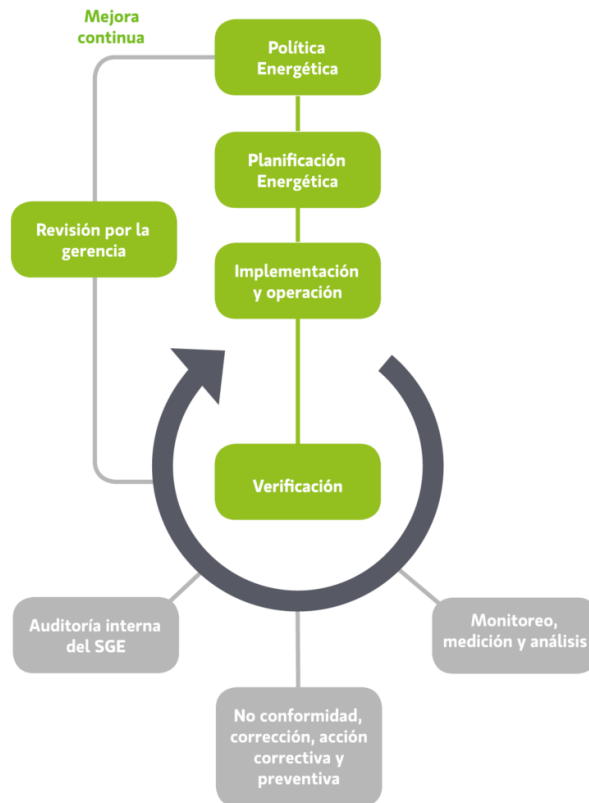 Mejora
continua
Política
Energética
Planificación
Energética
Revisión por la
gerencia
Implementación
y operación
Verificación
Auditoría interna
del SGE
Monitoreo,
medición y análisis
No conformidad,
corrección, acción
correctiva y
preventiva